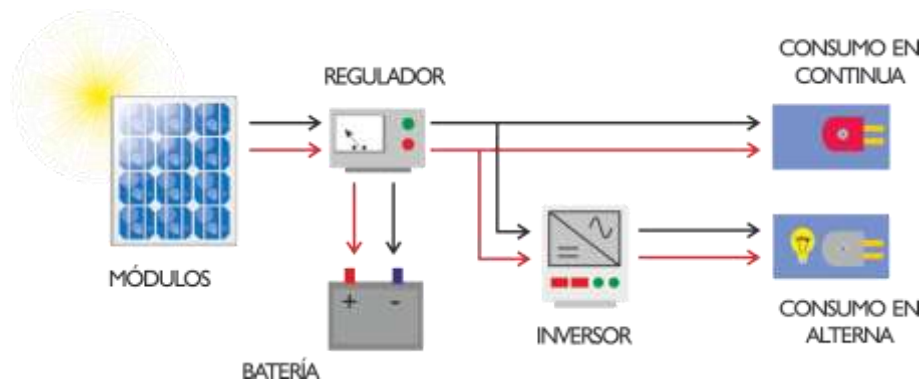 CONSUMO EN
CONTINUA
REGULADOR
MÓDULOS
+ -
INVERSOR
CONSUMO EN
ALTERNA
BATERÍA